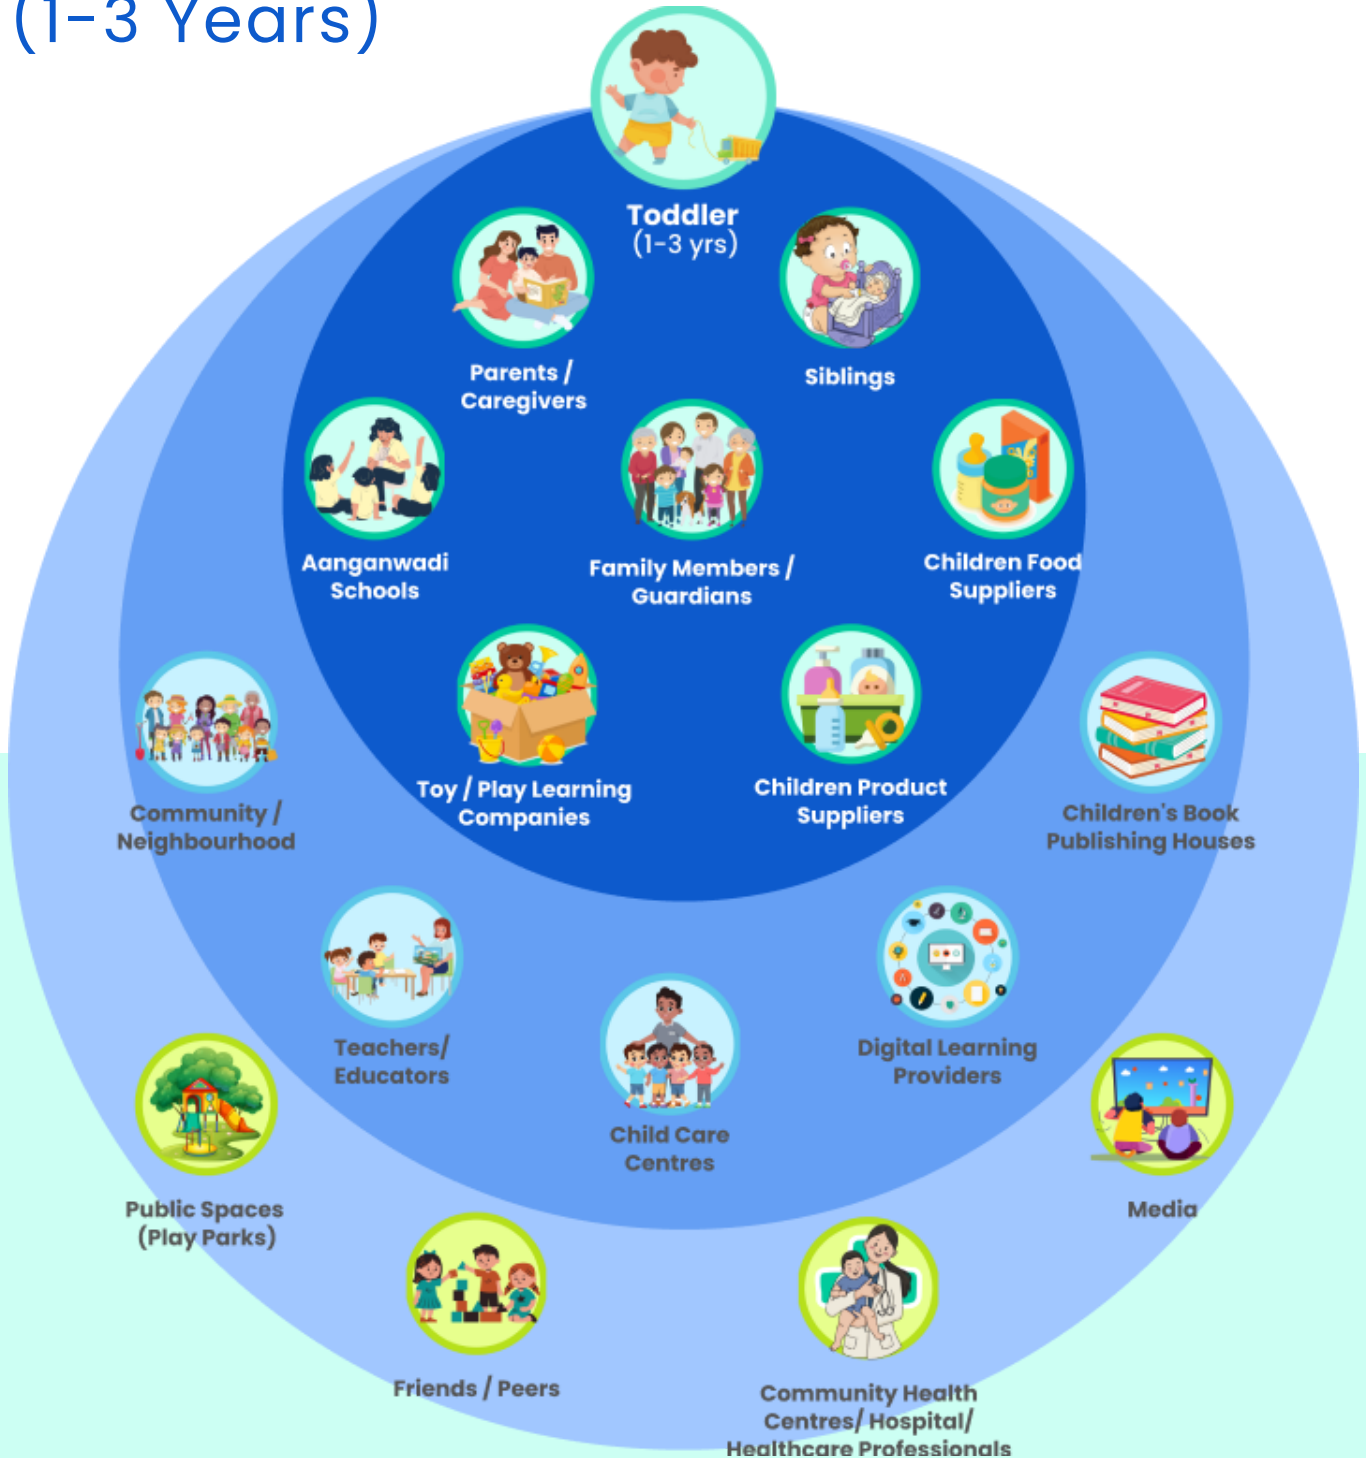 (1-3 Years)
Toddler
(1-3 yrs)
Parents /
Caregivers
Siblings
Aanganwadi
Schools
Family Members /
Guardians
Children Food
Suppliers
Toy / Play Learning
Companies
Children Product
Suppliers
Community /
Neighbourhood
Children's Book
Publishing Houses
Teachers/
Educators
Child Care
Centres
Digital Learning
Providers
Public Spaces
(Play Parks)
Media
Friends / Peers
Community Health
Centres/ Hospital/
Healthcare Professionals